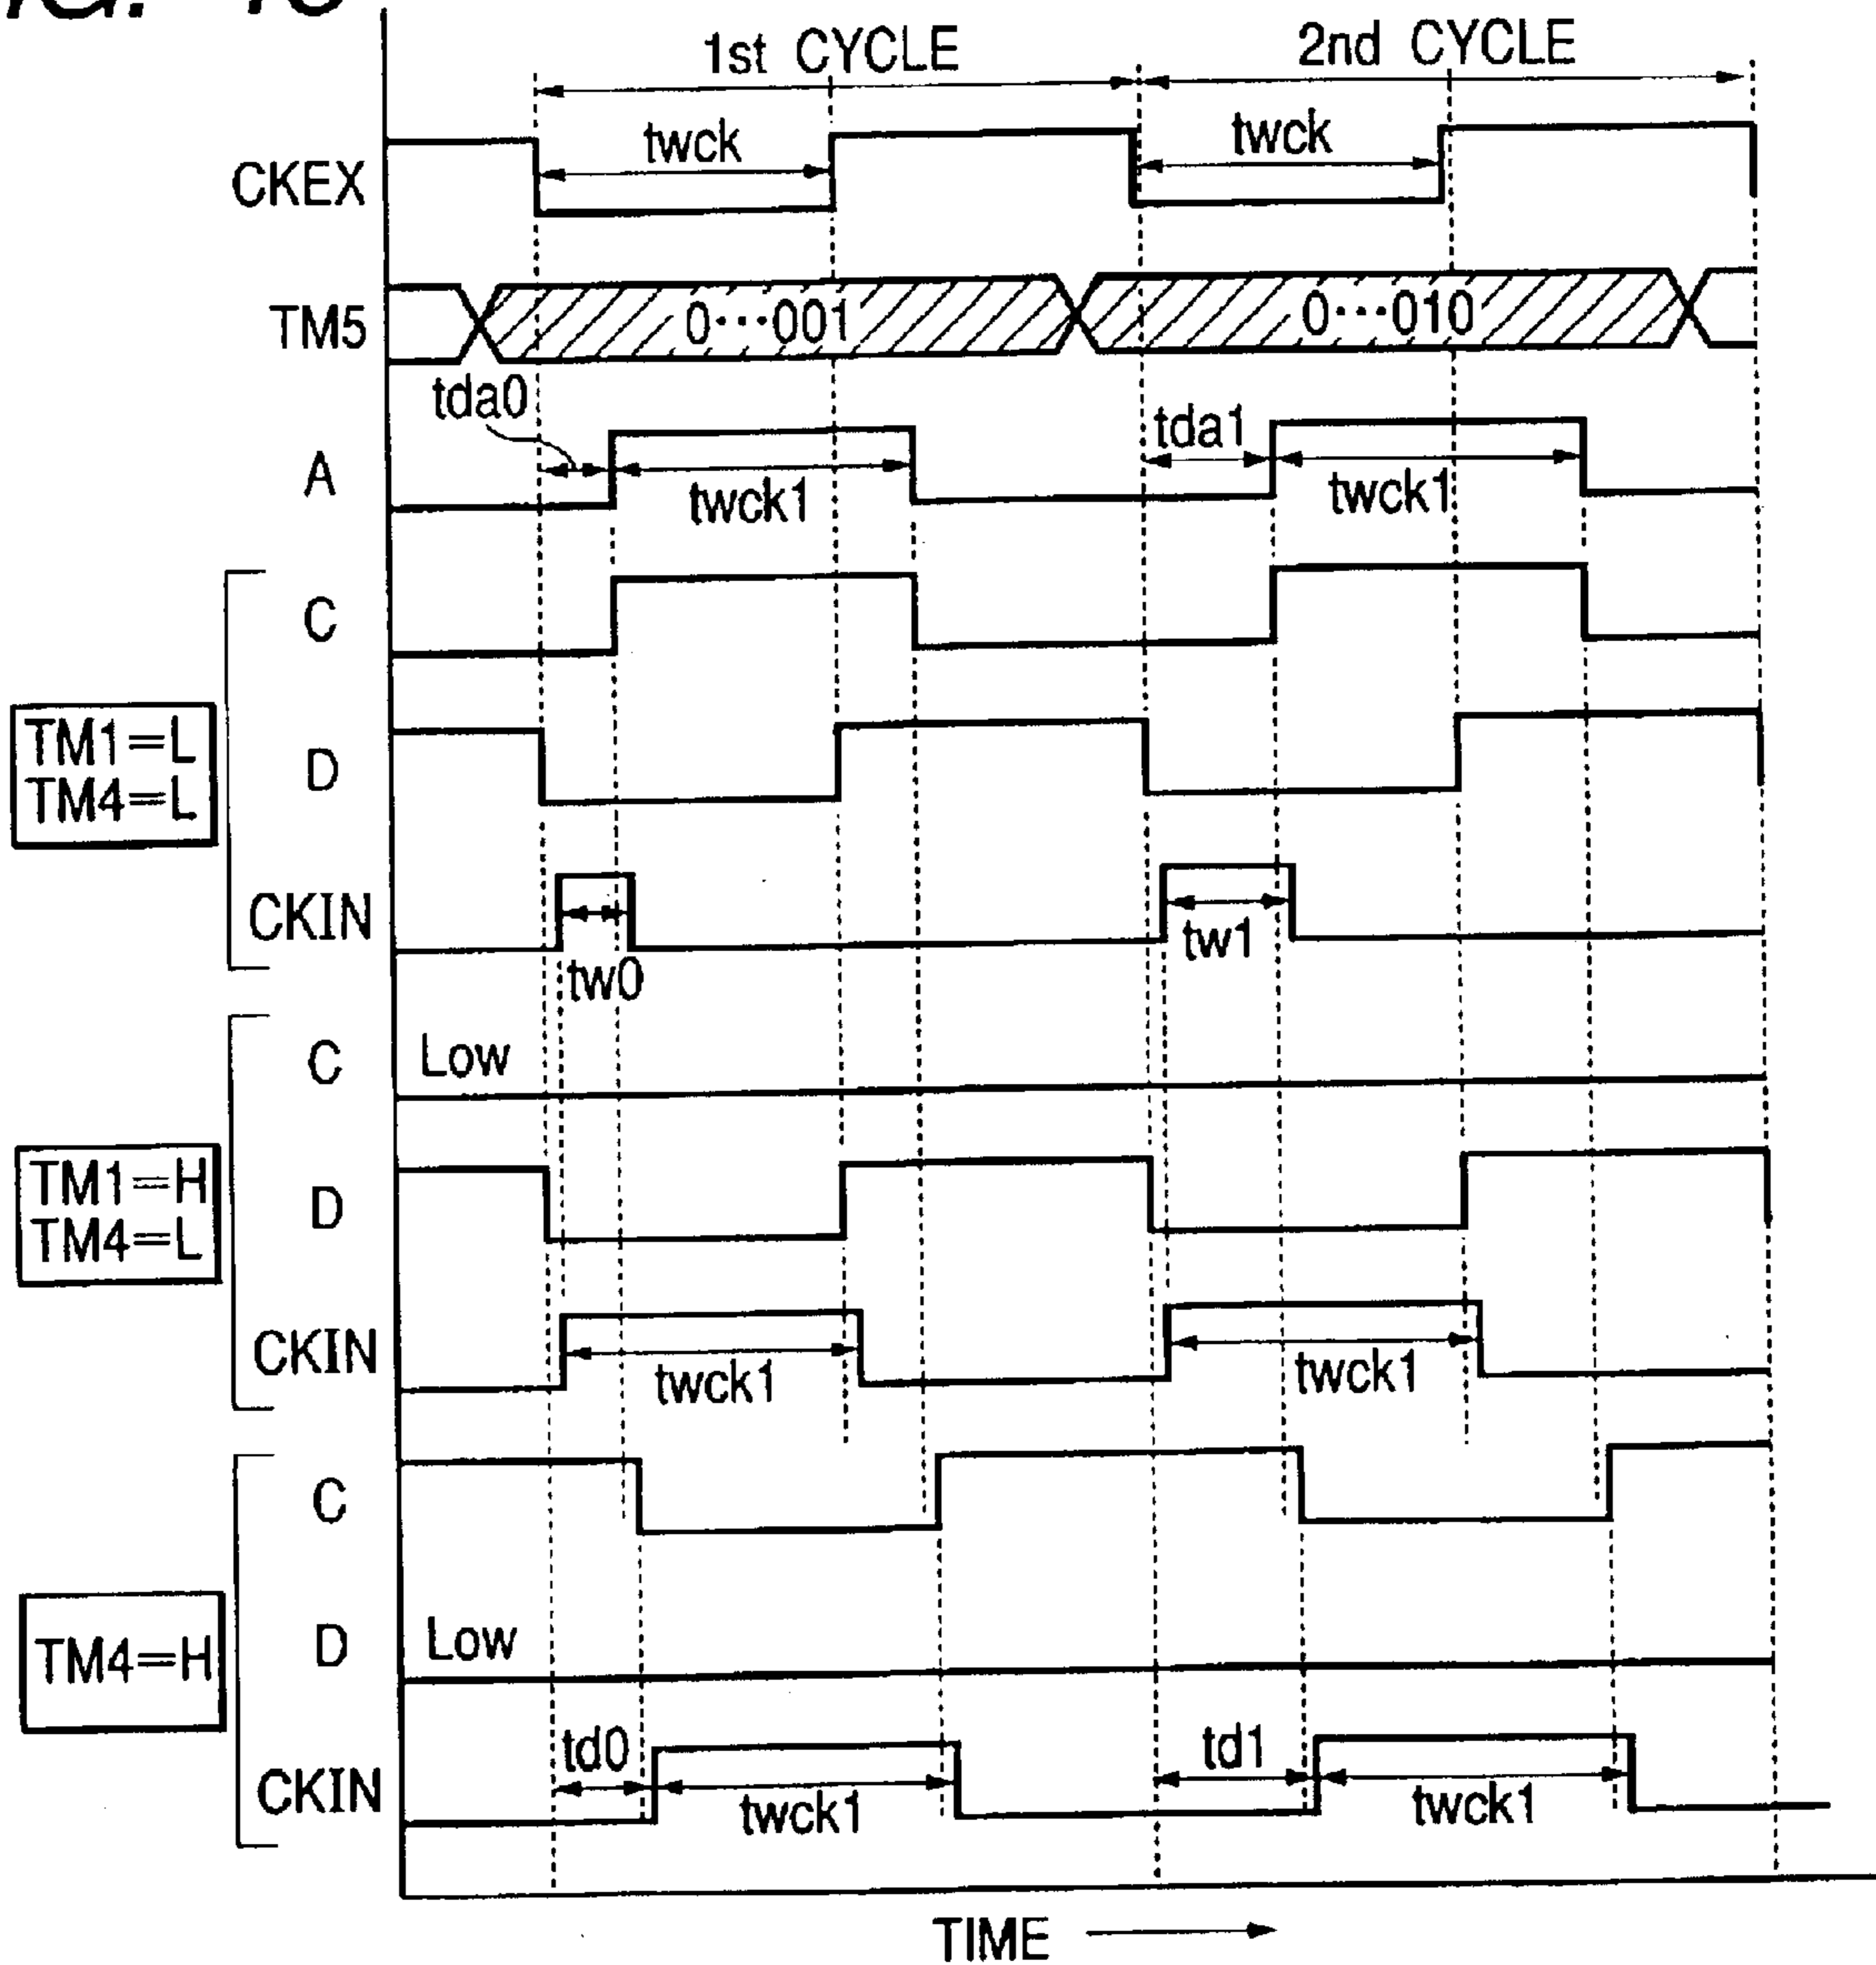 1st CYCLE 2nd CYCLE
CKEX twck twck
TM5 0···001 0···010
tda0 tda1
A twck1 twck1
C
TM1=L
TM4=L
D
CKIN tw0 tw1
C Low
TM1=H
TM4=L
D
CKIN twck1 twck1
C
TM4=H
D Low
CKIN td0 twck1 td1 twck1
TIME